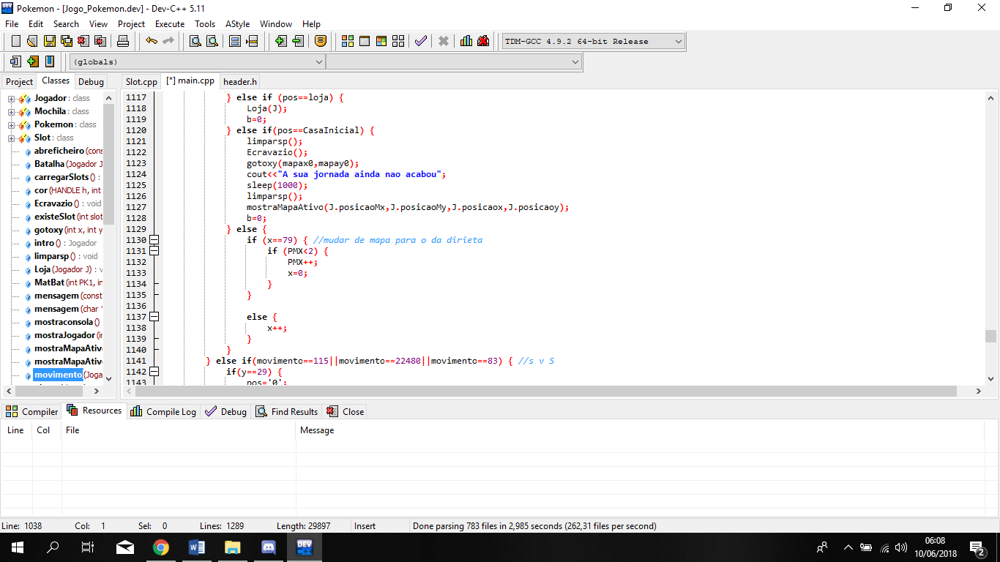 Pokemon - [Jogo_Pokemon.dev] - Dev-C++ 5.11
File Edit Search View Project Execute Tools AStyle Window Help
TDM-GCC 4.9.2 64-bit Release
(globals)
Project Classes Debug
Slot.cpp [*] main.cpp header.h
Jogador : class
Mochila : class
Pokemon : class
Slot : class
abreficheiro (cons
Batalha (Jogador J
carregarSlots () :
cor (HANDLE h, int
Ecravazio () : void
existeSlot (int slot
gotoxy (int x, int y
intro () : Jogador
limparsp () : void
Loja (Jogador J) : v
MatBat (int PK1, in
mensagem (const
mensagem (char *
mostraconsola ()
mostraJogador (in
mostraMapaAtiv
mostraMapaAtiv
movimento (Joga
1117 } else if (pos==loja) {
1118 Loja(J);
1119 b=0;
1120 } else if(pos==CasaInicial) {
1121 limparsp();
1122 Ecravazio();
1123 gotoxy(mapax0,mapay0);
1124 cout<<"A sua jornada ainda nao acabou";
1125 sleep(1000);
1126 limparsp();
1127 mostraMapaAtivo(J.posicaoMx,J.posicaoMy,J.posicaox,J.posicaoy);
1128 b=0;
1129 } else {
1130 if (x==79) { //mudar de mapa para o da dirieta
1131 if (PMX<2) {
1132 PMX++;
1133 x=0;
1134 }
1135 }
1136
1137 else {
1138 x++;
1139 }
1140 }
1141 } else if(movimento==115||movimento==22480||movimento==83) { //s v S
1142 if(y==29) {
1143 pos='0';
Compiler Resources Compile Log Debug Find Results Close
Line Col File Message
Line: 1038 Col: 1 Sel: 0 Lines: 1289 Length: 29897 Insert Done parsing 783 files in 2,985 seconds (262,31 files per second)
DEV
06:08
10/06/2018
2